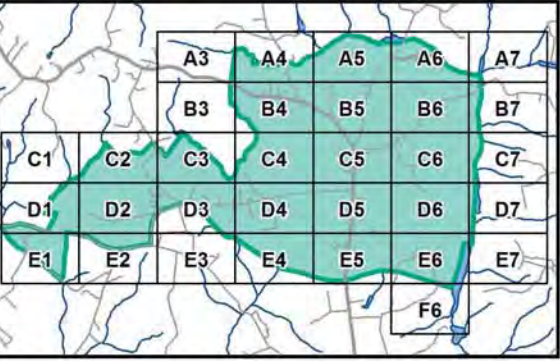 A3 A4 A5 A6 A7
B3 B4 B5 B6 B7
C1 C2 C3 C4 C5 C6 C7
D1 D2 D3 D4 D5 D6 D7
E1 E2 E3 E4 E5 E6 E7
F6